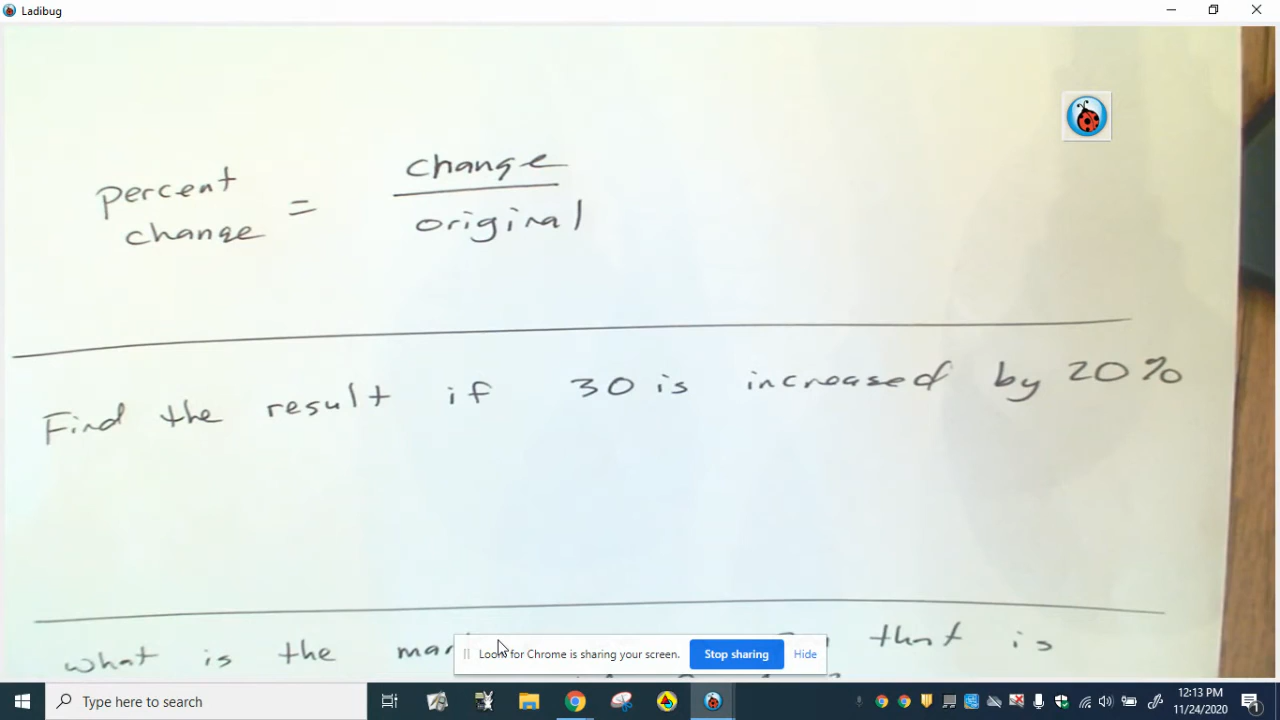 Ladibug
percent
change
=
change
original
Find the result if 30 is increased by 20%
what is the
that is
Loom for Chrome is sharing your screen.
Stop sharing
Hide
Type here to search
12:13 PM
11/24/2020
1